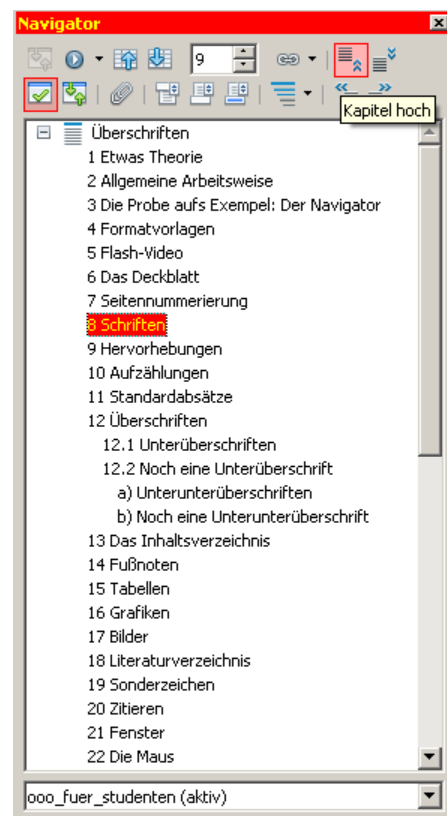 Navigator
9
Kapitel hoch
Überschriften
1 Etwas Theorie
2 Allgemeine Arbeitsweise
3 Die Probe aufs Exempel: Der Navigator
4 Formatvorlagen
5 Flash-Video
6 Das Deckblatt
7 Seitennummerierung
8 Schriften
9 Hervorhebungen
10 Aufzählungen
11 Standardabsätze
12 Überschriften
12.1 Unterüberschriften
12.2 Noch eine Unterüberschrift
a) Unterunterüberschriften
b) Noch eine Unterunterüberschrift
13 Das Inhaltsverzeichnis
14 Fußnoten
15 Tabellen
16 Grafiken
17 Bilder
18 Literaturverzeichnis
19 Sonderzeichen
20 Zitieren
21 Fenster
22 Die Maus
ooo_fuer_studenten (aktiv)